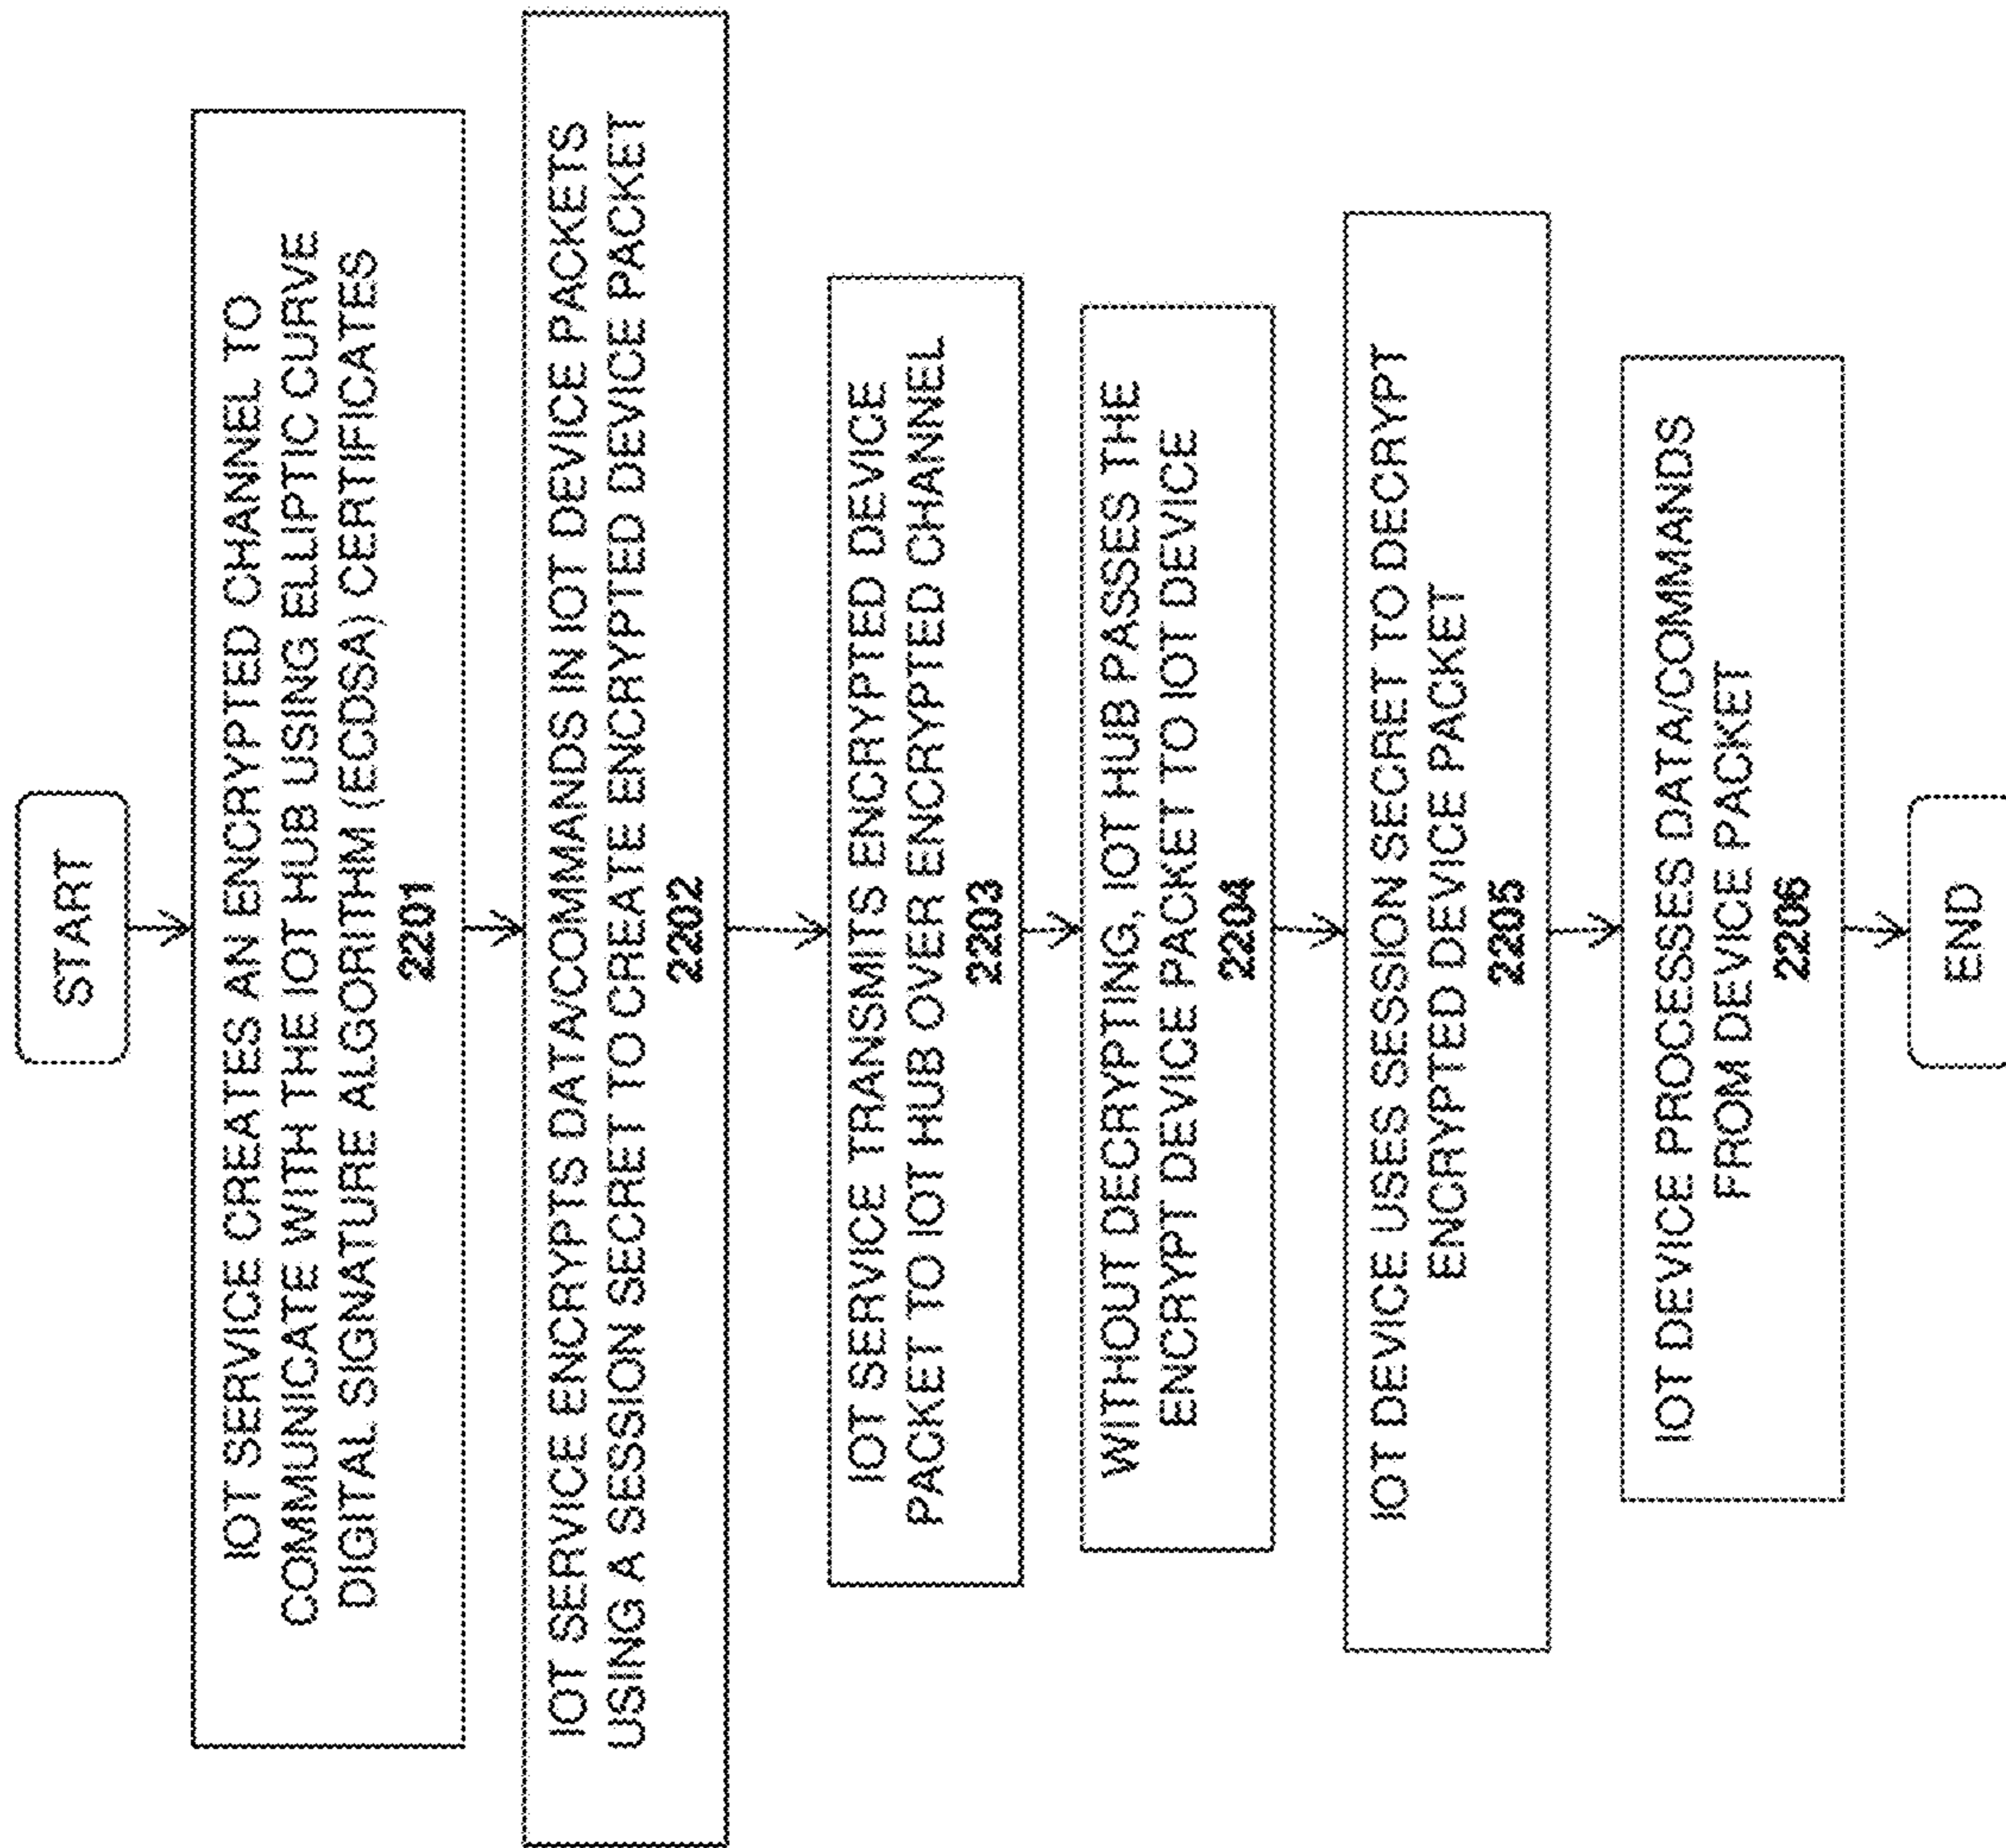 START
IOT SERVICE CREATES AN ENCRYPTED CHANNEL TO
COMMUNICATE WITH THE IOT HUB USING ELLIPTIC CURVE
DIGITAL SIGNATURE ALGORITHM (ECDSA) CERTIFICATES
2201
IOT SERVICE ENCRYPTS DATA/COMMANDS IN IOT DEVICE PACKETS
USING A SESSION SECRET TO CREATE ENCRYPTED DEVICE PACKET
2202
IOT SERVICE TRANSMITS ENCRYPTED DEVICE
PACKET TO IOT HUB OVER ENCRYPTED CHANNEL
2203
WITHOUT DECRYPTING, IOT HUB PASSES THE
ENCRYPT DEVICE PACKET TO IOT DEVICE
2204
IOT DEVICE USES SESSION SECRET TO DECRYPT
ENCRYPTED DEVICE PACKET
2205
IOT DEVICE PROCESSES DATA/COMMANDS
FROM DEVICE PACKET
2206
END